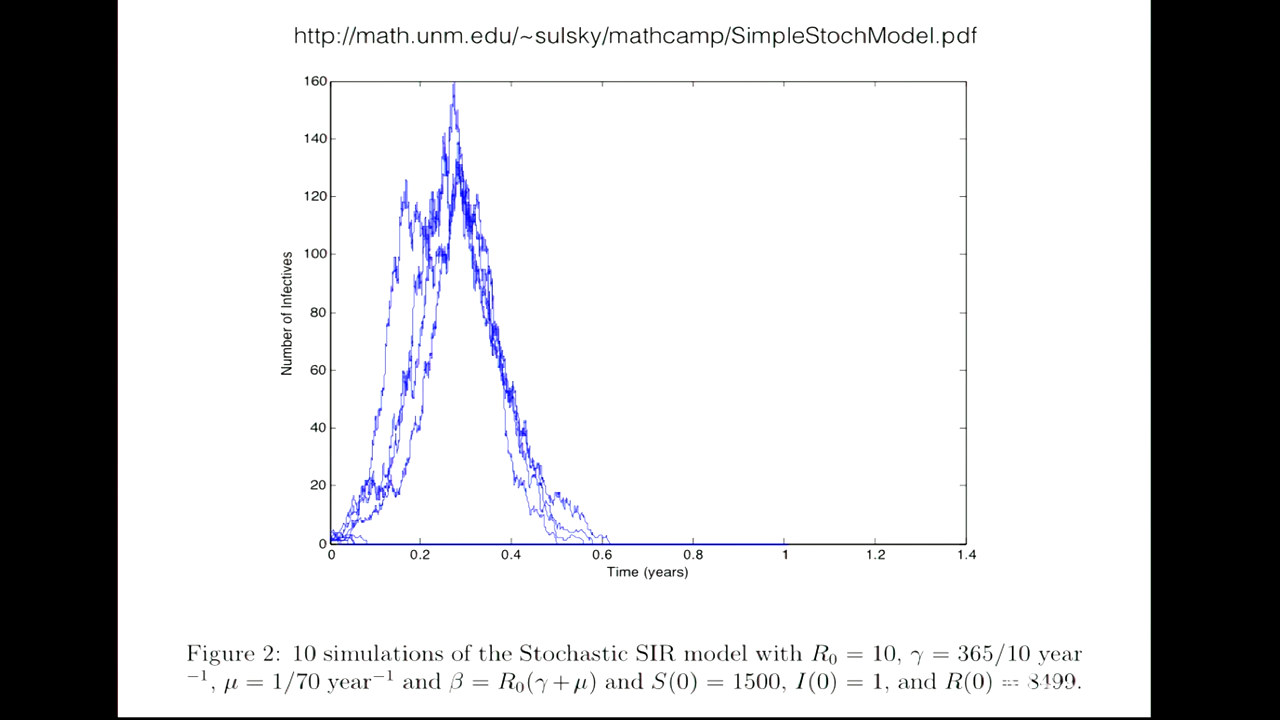 http://math.unm.edu/~sulsky/mathcamp/SimpleStochModel.pdf
160
140
120
100
80
60
40
20
0
Number of Infectives
0 0.2 0.4 0.6 0.8 1 1.2 1.4
Time (years)
Figure 2: 10 simulations of the Stochastic SIR model with R₀ = 10, γ = 365/10 year
⁻¹, μ = 1/70 year⁻¹ and β = R₀(γ+μ) and S(0) = 1500, I(0) = 1, and R(0) = 8499.